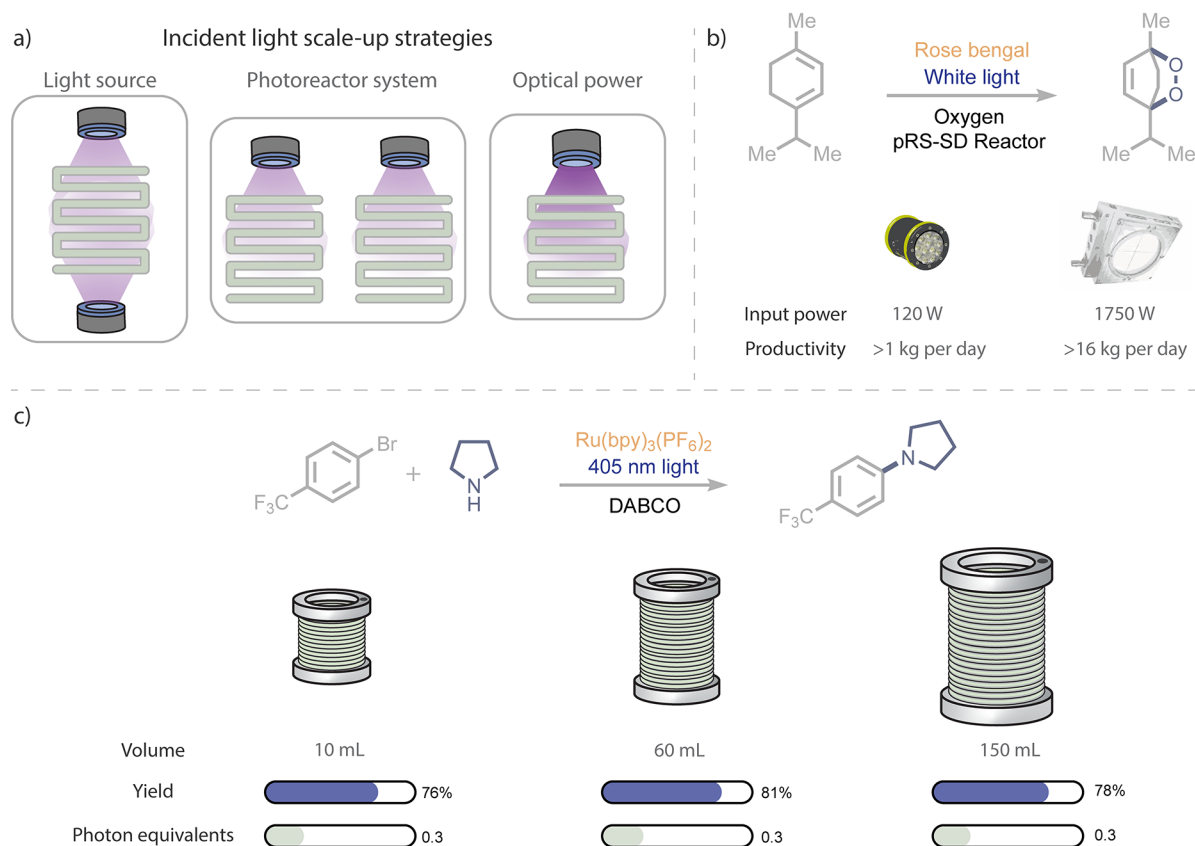 a)
Incident light scale-up strategies
Light source
Photoreactor system
Optical power
b)
Me
Me
Me
Rose bengal
White light
Oxygen
pRS-SD Reactor
Me
O
O
Me
Me
Input power 120 W 1750 W
Productivity >1 kg per day >16 kg per day
c)
Br
F₃C
+
N
H
Ru(bpy)₃(PF₆)₂
405 nm light
DABCO
N
F₃C
Volume 10 mL 60 mL 150 mL
Yield 76% 81% 78%
Photon equivalents 0.3 0.3 0.3